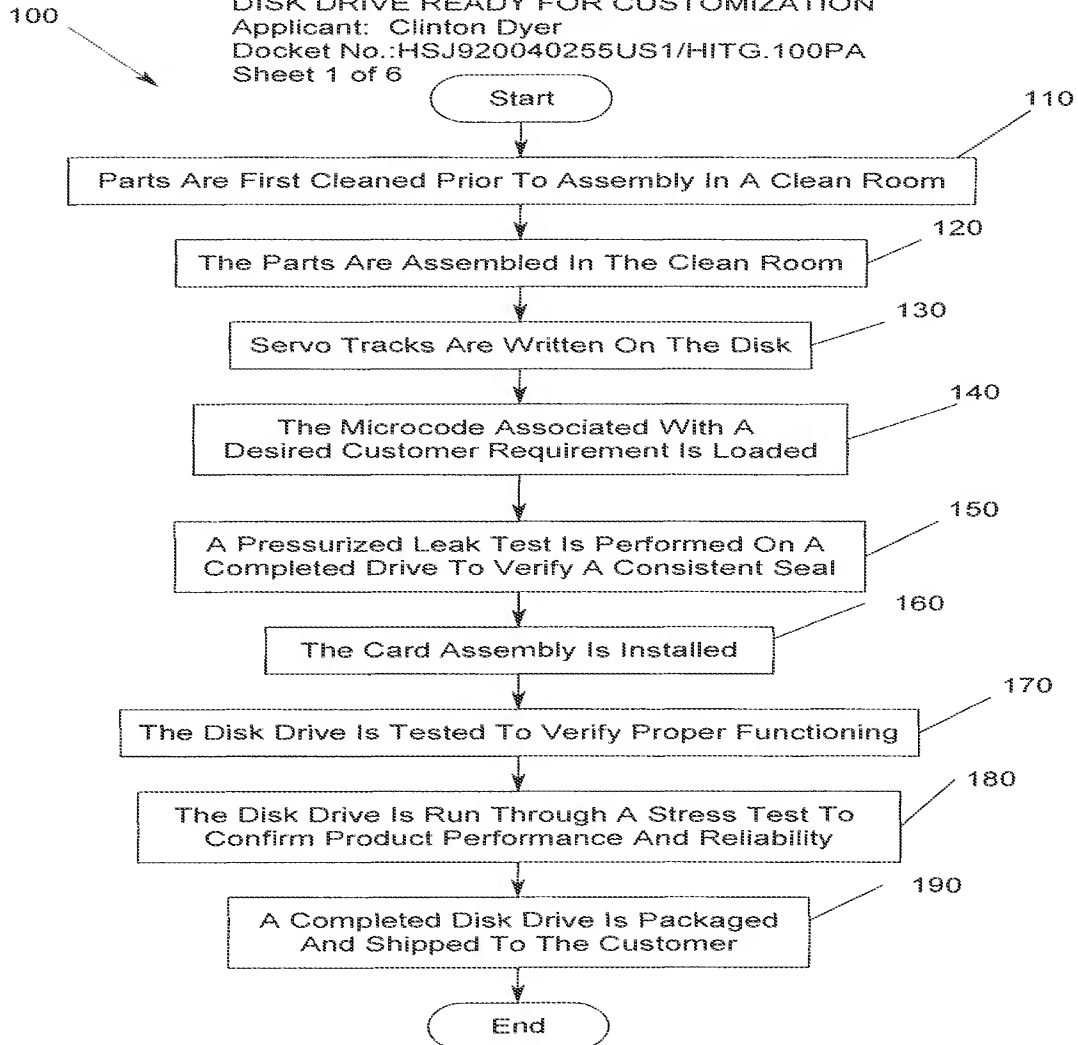 DISK DRIVE READY FOR CUSTOMIZATION
100
Applicant: Clinton Dyer
Docket No.:HSJ920040255US1/HITG.100PA
Sheet 1 of 6
Start
110
Parts Are First Cleaned Prior To Assembly In A Clean Room
120
The Parts Are Assembled In The Clean Room
130
Servo Tracks Are Written On The Disk
140
The Microcode Associated With A
Desired Customer Requirement Is Loaded
150
A Pressurized Leak Test Is Performed On A
Completed Drive To Verify A Consistent Seal
160
The Card Assembly Is Installed
170
The Disk Drive Is Tested To Verify Proper Functioning
180
The Disk Drive Is Run Through A Stress Test To
Confirm Product Performance And Reliability
190
A Completed Disk Drive Is Packaged
And Shipped To The Customer
End